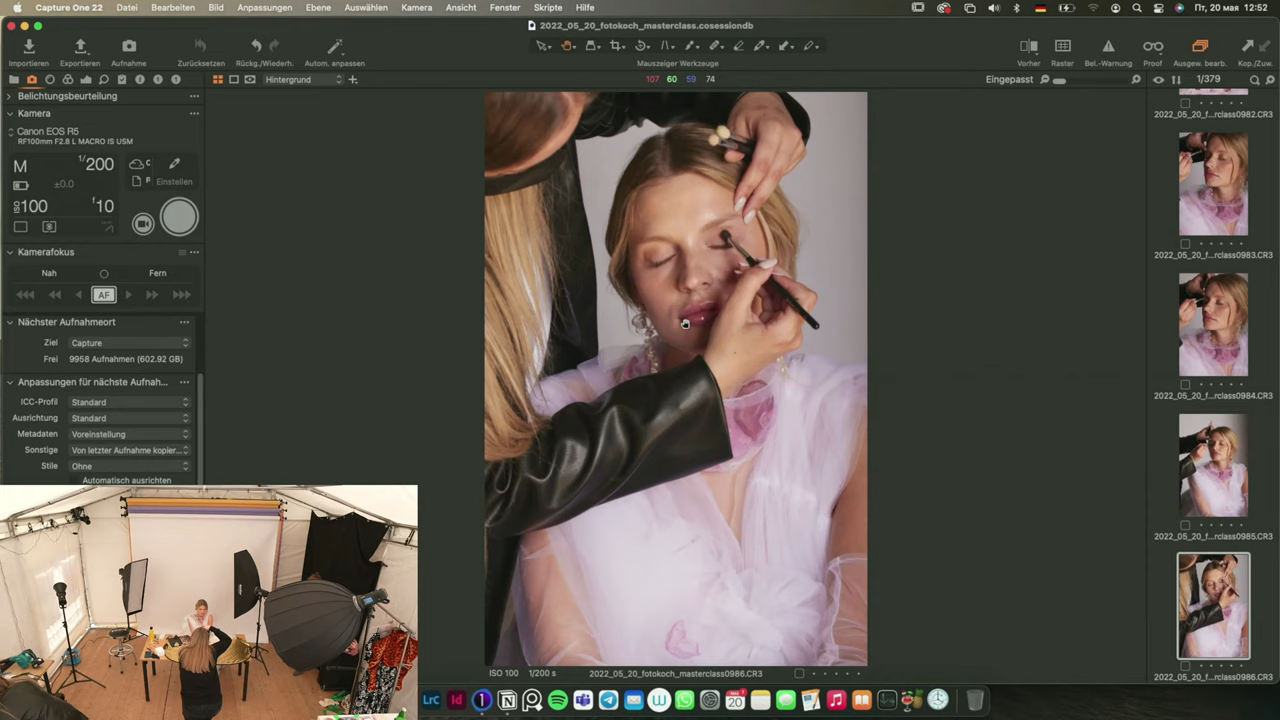 Capture One 22 Datei Bearbeiten Bild Anpassungen Ebene Auswählen Kamera Ansicht Fenster Skripte Hilfe
Пт, 20 мая 12:52
2022_05_20_fotokoch_masterclass.cosessiondb
Importieren Exportieren Aufnahme Zurücksetzen Rückg./Wiederh. Autom. anpassen Mauszeiger Werkzeuge Vorher Raster Bel.-Warnung Proof Ausgew. bearb. Kop./Zuw.
Hintergrund
107 60 59 74
Eingepasst
1/379
Belichtungsbeurteilung
Kamera
Canon EOS R5
RF100mm F2.8 L MACRO IS USM
M 1/200
±0.0
Einstellen
ISO100 f10
Kamerafokus
Nah Fern
AF
Nächster Aufnahmeort
Ziel Capture
Frei 9958 Aufnahmen (602.92 GB)
Anpassungen für nächste Aufnah...
ICC-Profil Standard
Ausrichtung Standard
Metadaten Voreinstellung
Sonstige Von letzter Aufnahme kopier...
Stile Ohne
Automatisch ausrichten
2022_05_20_f...rclass0982.CR3
2022_05_20_f...rclass0983.CR3
2022_05_20_f...rclass0984.CR3
2022_05_20_f...rclass0985.CR3
2022_05_20_f...rclass0986.CR3
ISO 100 1/200 s 2022_05_20_fotokoch_masterclass0986.CR3
Lrc Id 20